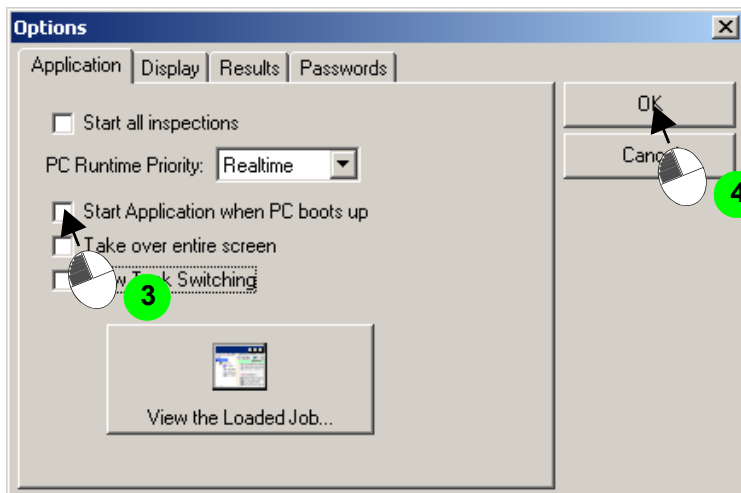 Options
Application Display Results Passwords
Start all inspections
OK
PC Runtime Priority: Realtime
Start Application when PC boots up
4
Take over entire screen
Switching
3
View the Loaded Job...